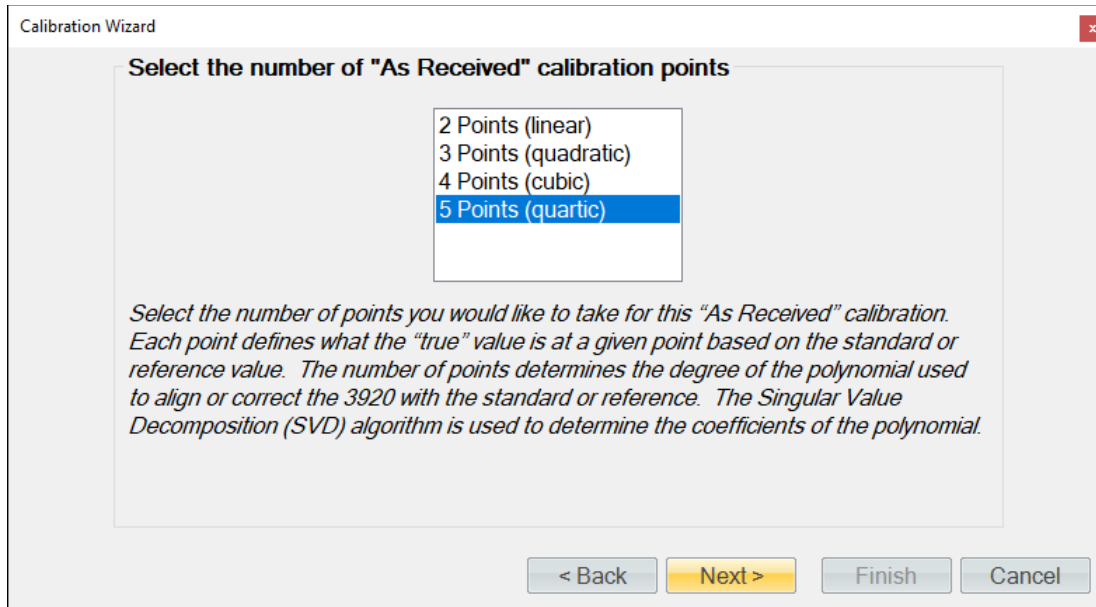 Calibration Wizard
x
Select the number of "As Received" calibration points
2 Points (linear)
3 Points (quadratic)
4 Points (cubic)
5 Points (quartic)
Select the number of points you would like to take for this “As Received” calibration.
Each point defines what the “true” value is at a given point based on the standard or
reference value.  The number of points determines the degree of the polynomial used
to align or correct the 3920 with the standard or reference.  The Singular Value
Decomposition (SVD) algorithm is used to determine the coefficients of the polynomial.
< Back
Next >
Finish
Cancel